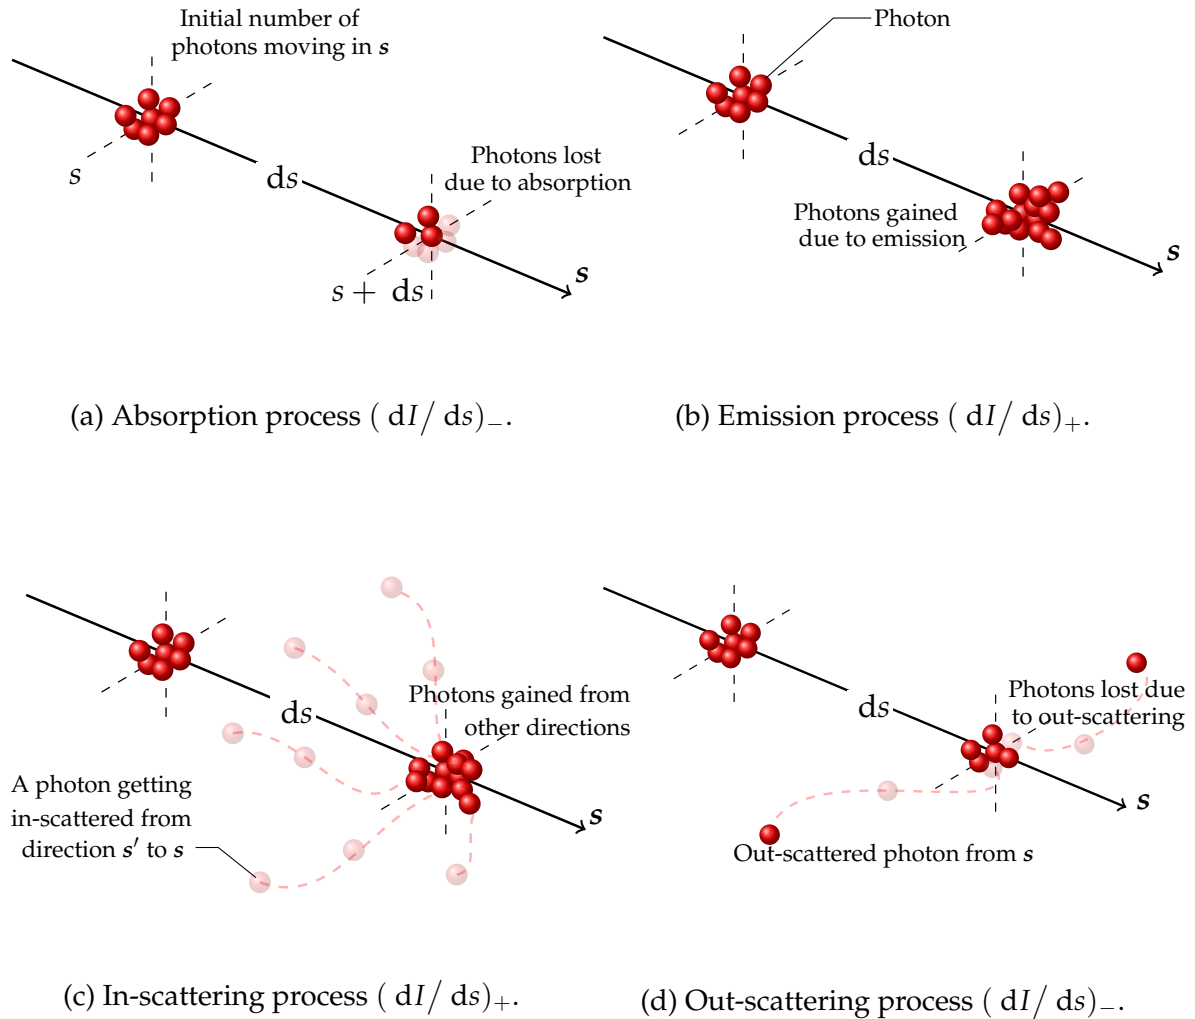 Initial number of
photons moving in s
s
ds
Photons lost
due to absorption
s + ds
s
(a) Absorption process ( dI/ ds)₋.
Photon
ds
Photons gained
due to emission
s
(b) Emission process ( dI/ ds)₊.
ds
Photons gained from
other directions
A photon getting
in-scattered from
direction s′ to s
s
(c) In-scattering process ( dI/ ds)₊.
ds
Photons lost due
to out-scattering
s
Out-scattered photon from s
(d) Out-scattering process ( dI/ ds)₋.